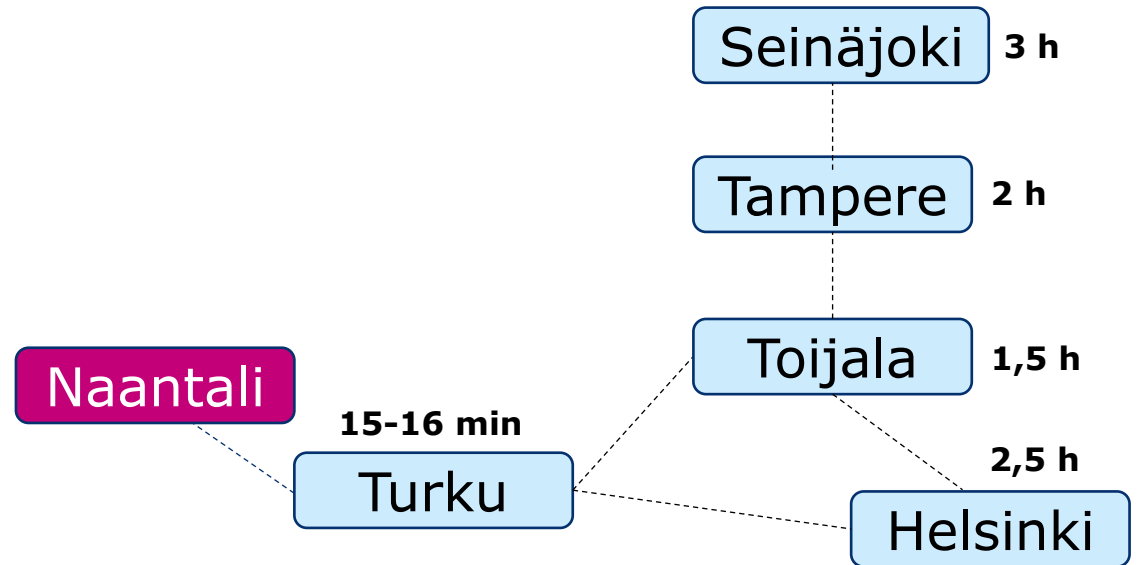 Seinäjoki
3 h
Tampere
2 h
Toijala
1,5 h
Naantali
15-16 min
Turku
2,5 h
Helsinki